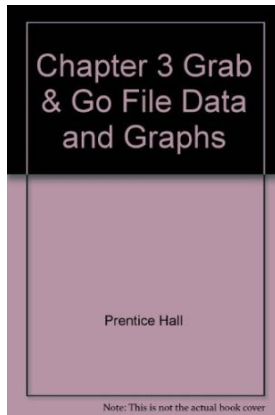 Chapter 3 Grab
& Go File Data
and Graphs
Prentice Hall
Note: This is not the actual book cover